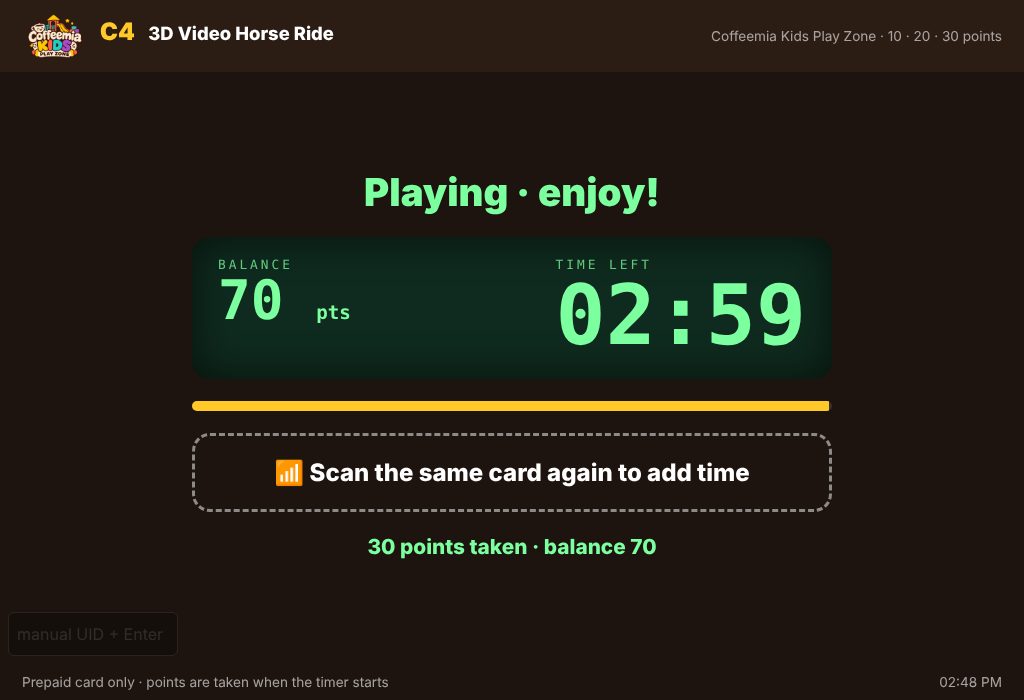 Coffeemia
KIDS
PLAY ZONE
C4 3D Video Horse Ride
Coffeemia Kids Play Zone · 10 · 20 · 30 points
Playing · enjoy!
BALANCE
70 pts
TIME LEFT
02:59
Scan the same card again to add time
30 points taken · balance 70
manual UID + Enter
Prepaid card only · points are taken when the timer starts
02:48 PM